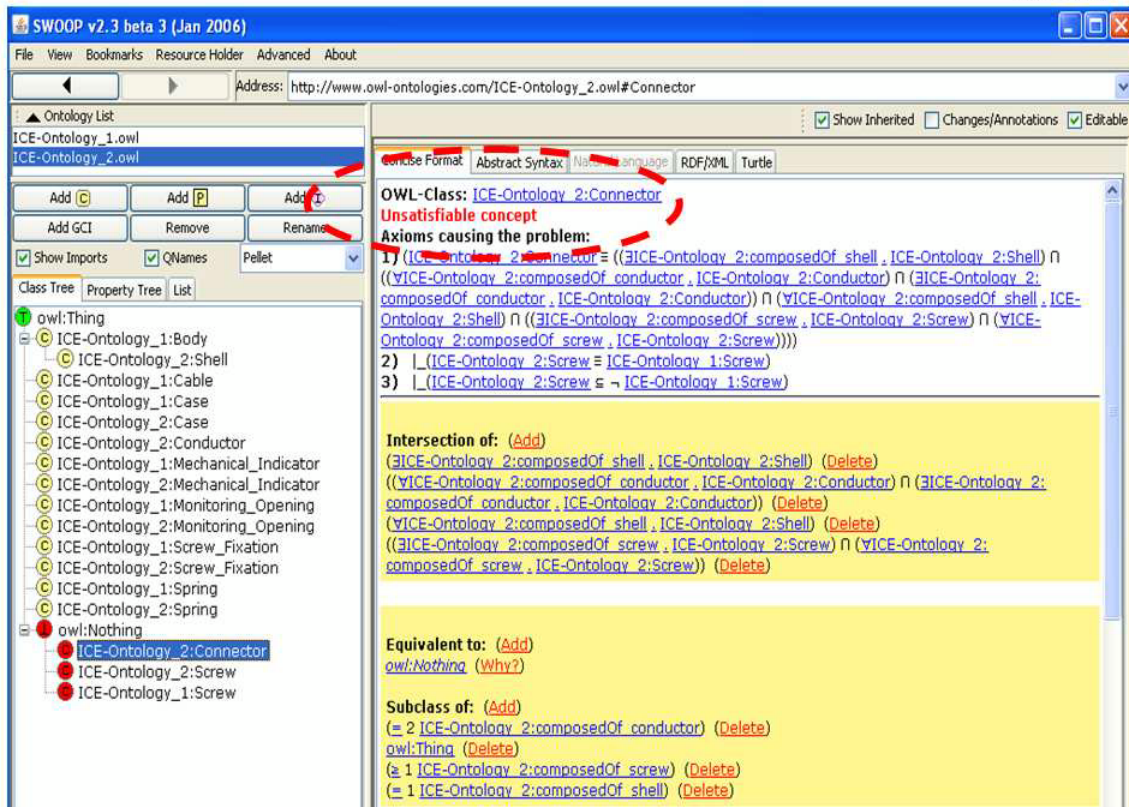 SWOOP v2.3 beta 3 (Jan 2006)
File View Bookmarks Resource Holder Advanced About
Address: http://www.owl-ontologies.com/ICE-Ontology_2.owl#Connector
Ontology List
ICE-Ontology_1.owl
ICE-Ontology_2.owl
Add C Add P Add I
Add GCI Remove Rename
Show Imports QNames Pellet
Class Tree Property Tree List
owl:Thing
ICE-Ontology_1:Body
ICE-Ontology_2:Shell
ICE-Ontology_1:Cable
ICE-Ontology_1:Case
ICE-Ontology_2:Case
ICE-Ontology_2:Conductor
ICE-Ontology_1:Mechanical_Indicator
ICE-Ontology_2:Mechanical_Indicator
ICE-Ontology_1:Monitoring_Opening
ICE-Ontology_2:Monitoring_Opening
ICE-Ontology_1:Screw_Fixation
ICE-Ontology_2:Screw_Fixation
ICE-Ontology_1:Spring
ICE-Ontology_2:Spring
owl:Nothing
ICE-Ontology_2:Connector
ICE-Ontology_2:Screw
ICE-Ontology_1:Screw
Show Inherited Changes/Annotations Editable
Concise Format Abstract Syntax Natural Language RDF/XML Turtle
OWL-Class: ICE-Ontology_2:Connector
Unsatisfiable concept
Axioms causing the problem:
1) (ICE-Ontology_2:Connector ≡ ((∃ICE-Ontology_2:composedOf_shell . ICE-Ontology_2:Shell) ∩
((∀ICE-Ontology_2:composedOf_conductor . ICE-Ontology_2:Conductor) ∩ (∃ICE-Ontology_2:
composedOf_conductor . ICE-Ontology_2:Conductor)) ∩ (∀ICE-Ontology_2:composedOf_shell . ICE-
Ontology_2:Shell) ∩ ((∃ICE-Ontology_2:composedOf_screw . ICE-Ontology_2:Screw) ∩ (∀ICE-
Ontology_2:composedOf_screw . ICE-Ontology_2:Screw))))
2) |_(ICE-Ontology_2:Screw ≡ ICE-Ontology_1:Screw)
3) |_(ICE-Ontology_2:Screw ⊆ ¬ ICE-Ontology_1:Screw)
Intersection of: (Add)
(∃ICE-Ontology_2:composedOf_shell . ICE-Ontology_2:Shell) (Delete)
((∀ICE-Ontology_2:composedOf_conductor . ICE-Ontology_2:Conductor) ∩ (∃ICE-Ontology_2:
composedOf_conductor . ICE-Ontology_2:Conductor)) (Delete)
(∀ICE-Ontology_2:composedOf_shell . ICE-Ontology_2:Shell) (Delete)
((∃ICE-Ontology_2:composedOf_screw . ICE-Ontology_2:Screw) ∩ (∀ICE-Ontology_2:
composedOf_screw . ICE-Ontology_2:Screw)) (Delete)
Equivalent to: (Add)
owl:Nothing (Why?)
Subclass of: (Add)
(= 2 ICE-Ontology_2:composedOf_conductor) (Delete)
owl:Thing (Delete)
(≥ 1 ICE-Ontology_2:composedOf_screw) (Delete)
(= 1 ICE-Ontology_2:composedOf_shell) (Delete)